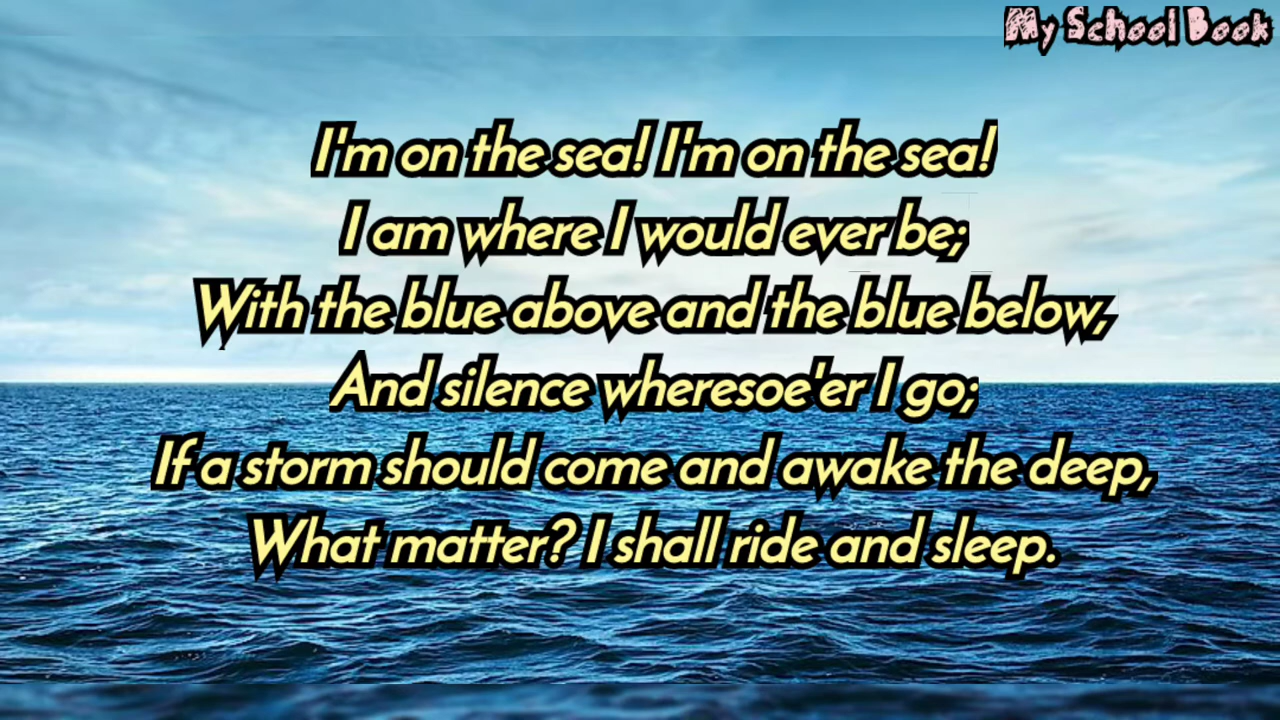 My School Book
I'm on the sea! I'm on the sea!
I am where I would ever be;
With the blue above and the blue below,
And silence wheresoe'er I go;
If a storm should come and awake the deep,
What matter? I shall ride and sleep.